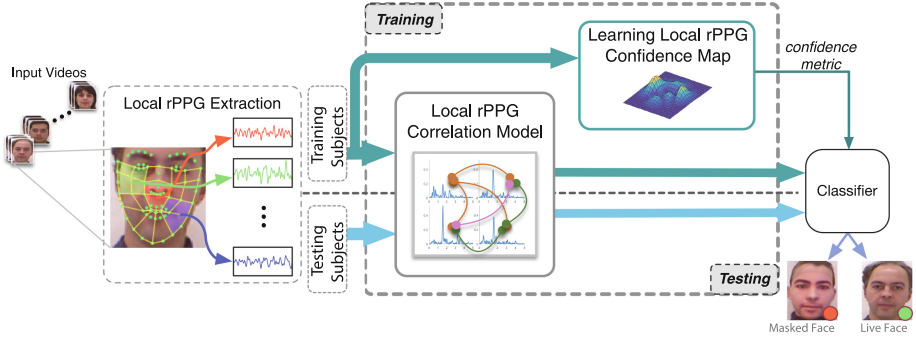 Input Videos
Local rPPG Extraction
Training
Subjects
Testing
Subjects
Training
Local rPPG
Correlation Model
Learning Local rPPG
Confidence Map
confidence
metric
Classifier
Testing
Masked Face
Live Face